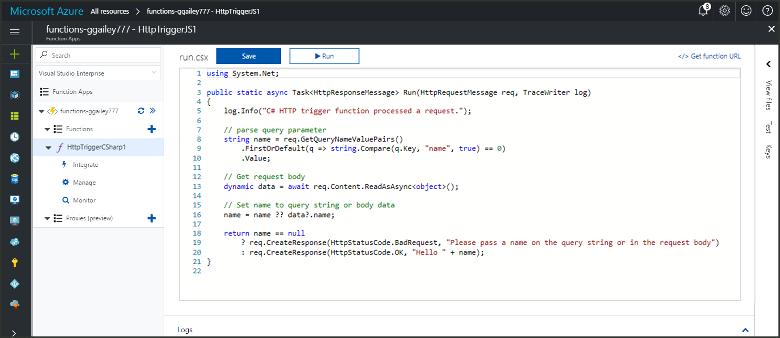 Microsoft Azure All resources > functions-ggailey777 - HttpTriggerJS1
8
functions-ggailey777 - HttpTriggerJS1
Function Apps
Search
Visual Studio Enterprise
Function Apps
functions-ggailey777
Functions
HttpTriggerCSharp1
Integrate
Manage
Monitor
Proxies (preview)
run.csx Save Run </> Get function URL
1 using System.Net;
2
3 public static async Task<HttpResponseMessage> Run(HttpRequestMessage req, TraceWriter log)
4 {
5 log.Info("C# HTTP trigger function processed a request.");
6
7 // parse query parameter
8 string name = req.GetQueryNameValuePairs()
9 .FirstOrDefault(q => string.Compare(q.Key, "name", true) == 0)
10 .Value;
11
12 // Get request body
13 dynamic data = await req.Content.ReadAsAsync<object>();
14
15 // Set name to query string or body data
16 name = name ?? data?.name;
17
18 return name == null
19 ? req.CreateResponse(HttpStatusCode.BadRequest, "Please pass a name on the query string or in the request body")
20 : req.CreateResponse(HttpStatusCode.OK, "Hello " + name);
21 }
22
Logs
View files
Test
Keys